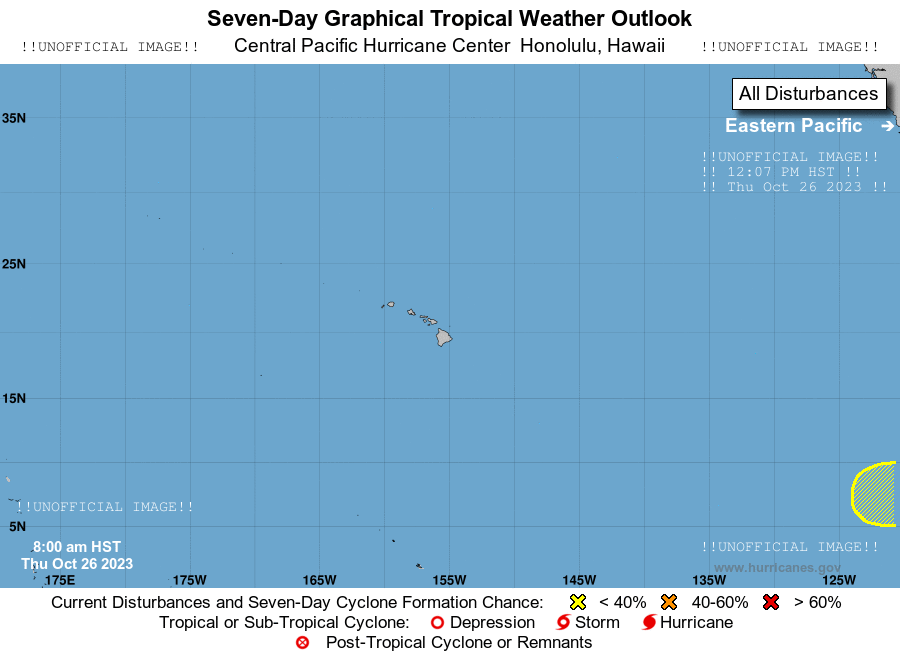 Seven-Day Graphical Tropical Weather Outlook
!!UNOFFICIAL IMAGE!! Central Pacific Hurricane Center Honolulu, Hawaii !!UNOFFICIAL IMAGE!!
All Disturbances
35N
Eastern Pacific →
!!UNOFFICIAL IMAGE!!
!! 12:07 PM HST !!
!! Thu Oct 26 2023 !!
25N
15N
!!UNOFFICIAL IMAGE!!
5N
8:00 am HST
Thu Oct 26 2023
!!UNOFFICIAL IMAGE!!
www.hurricanes.gov
175E 175W 165W 155W 145W 135W 125W
Current Disturbances and Seven-Day Cyclone Formation Chance: < 40% 40-60% > 60%
Tropical or Sub-Tropical Cyclone: Depression Storm Hurricane
Post-Tropical Cyclone or Remnants